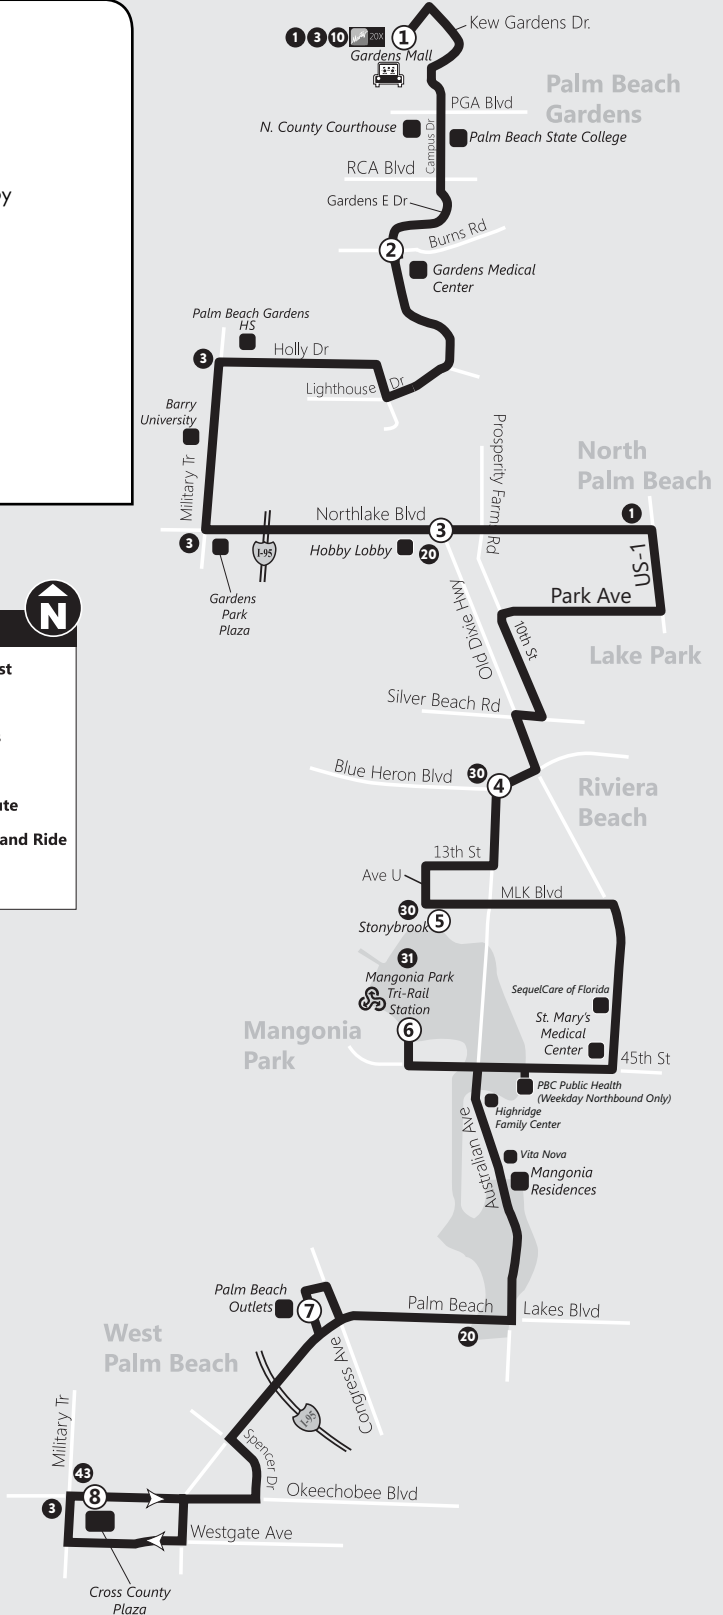 Kew Gardens Dr.
1 3 10 20X 1
Gardens Mall
Palm Beach
Gardens
PGA Blvd
N. County Courthouse
Campus Dr
Palm Beach State College
RCA Blvd
Gardens E Dr
Burns Rd
2
Gardens Medical
Center
Palm Beach Gardens
HS
3
Holly Dr
Lighthouse Dr
Barry
University
Military Tr
Prosperity Farms Rd
North
Palm Beach
Northlake Blvd
3
1
3
I-95
Hobby Lobby
20
US-1
Gardens
Park
Plaza
Old Dixie Hwy
Park Ave
10th St
Lake Park
N
st
ute
and Ride
Silver Beach Rd
Blue Heron Blvd
30
4
Riviera
Beach
13th St
Ave U
MLK Blvd
30
Stonybrook
5
31
Mangonia Park
Tri-Rail
Station
6
SequelCare of Florida
St. Mary's
Medical
Center
Mangonia
Park
45th St
PBC Public Health
(Weekday Northbound Only)
Highridge
Family Center
Australian Ave
Vita Nova
Mangonia
Residences
Palm Beach
Outlets
7
Palm Beach Lakes Blvd
20
West
Palm Beach
Congress Ave
I-95
Military Tr
Spencer Dr
43
8
3
Okeechobee Blvd
Westgate Ave
Cross County
Plaza